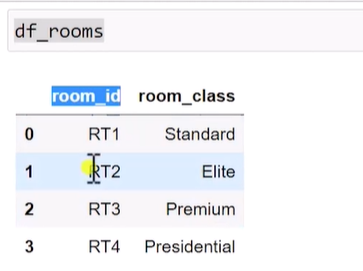 df_rooms
room_id room_class
0 RT1 Standard
1 RT2 Elite
2 RT3 Premium
3 RT4 Presidential